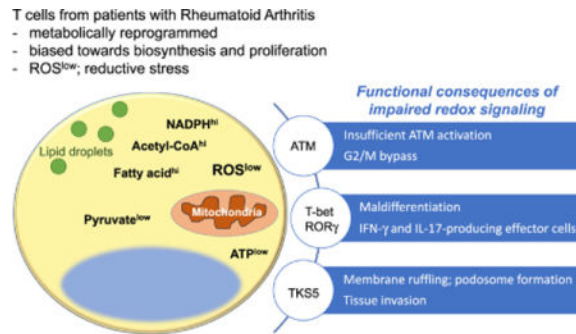 T cells from patients with Rheumatoid Arthritis
- metabolically reprogrammed
- biased towards biosynthesis and proliferation
- ROSlow; reductive stress
Functional consequences of
impaired redox signaling
NADPHhi
Lipid droplets
Acetyl-CoAhi
Fatty acidhi
ROSlow
Mitochondria
Pyruvatelow
ATPlow
ATM
Insufficient ATM activation
G2/M bypass
T-bet
RORγ
Maldifferentiation
IFN-γ and IL-17-producing effector cells
TKS5
Membrane ruffling; podosome formation
Tissue invasion